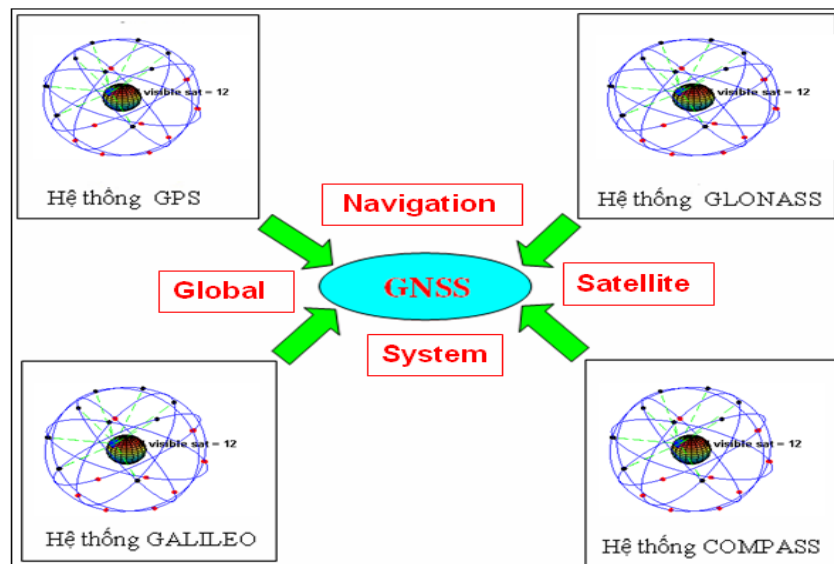 visible sat = 12
Hệ thống GPS
visible sat = 12
Hệ thống GLONASS
Navigation
Global
GNSS
Satellite
System
visible sat = 12
Hệ thống GALILEO
visible sat = 12
Hệ thống COMPASS